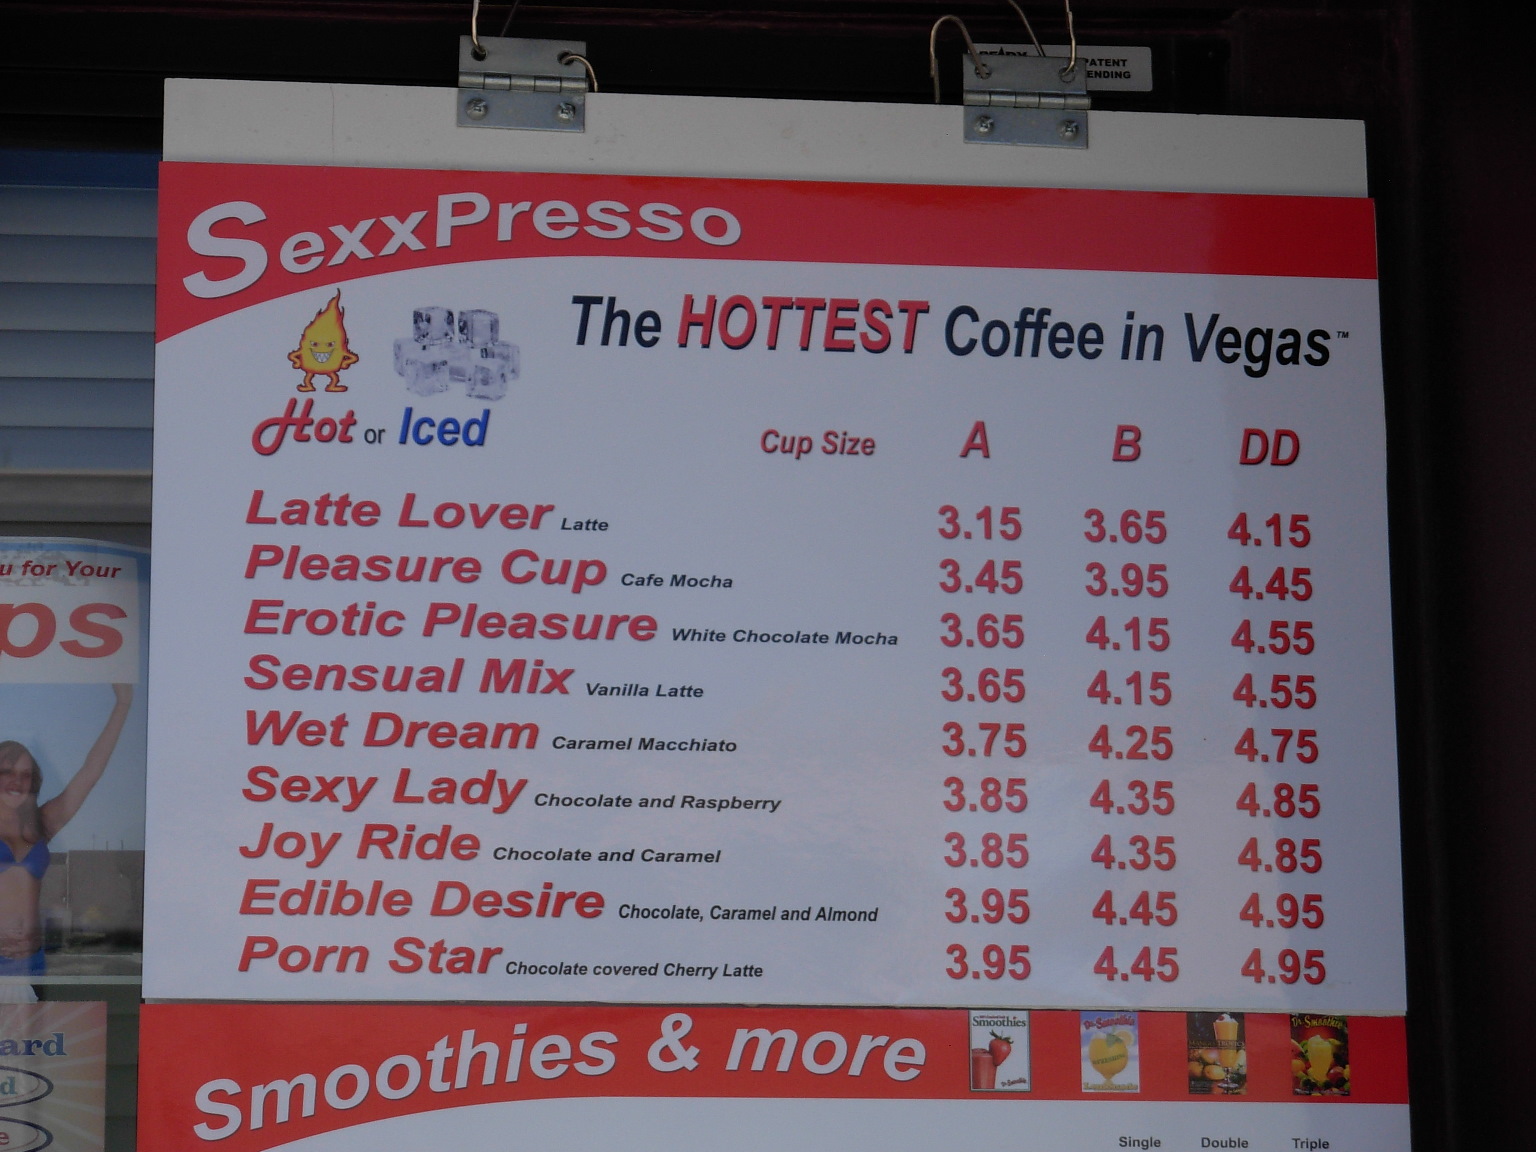 PATENT
SexxPresso
The HOTTEST Coffee in Vegas™
Hot or Iced
Cup Size A B DD
Latte Lover Latte 3.15 3.65 4.15
Pleasure Cup Cafe Mocha 3.45 3.95 4.45
Erotic Pleasure White Chocolate Mocha 3.65 4.15 4.55
Sensual Mix Vanilla Latte 3.65 4.15 4.55
Wet Dream Caramel Macchiato 3.75 4.25 4.75
Sexy Lady Chocolate and Raspberry 3.85 4.35 4.85
Joy Ride Chocolate and Caramel 3.85 4.35 4.85
Edible Desire Chocolate, Caramel and Almond 3.95 4.45 4.95
Porn Star Chocolate covered Cherry Latte 3.95 4.45 4.95
for Your
Smoothies & more
Smoothies
Dr. Smoothie
Single Double Triple